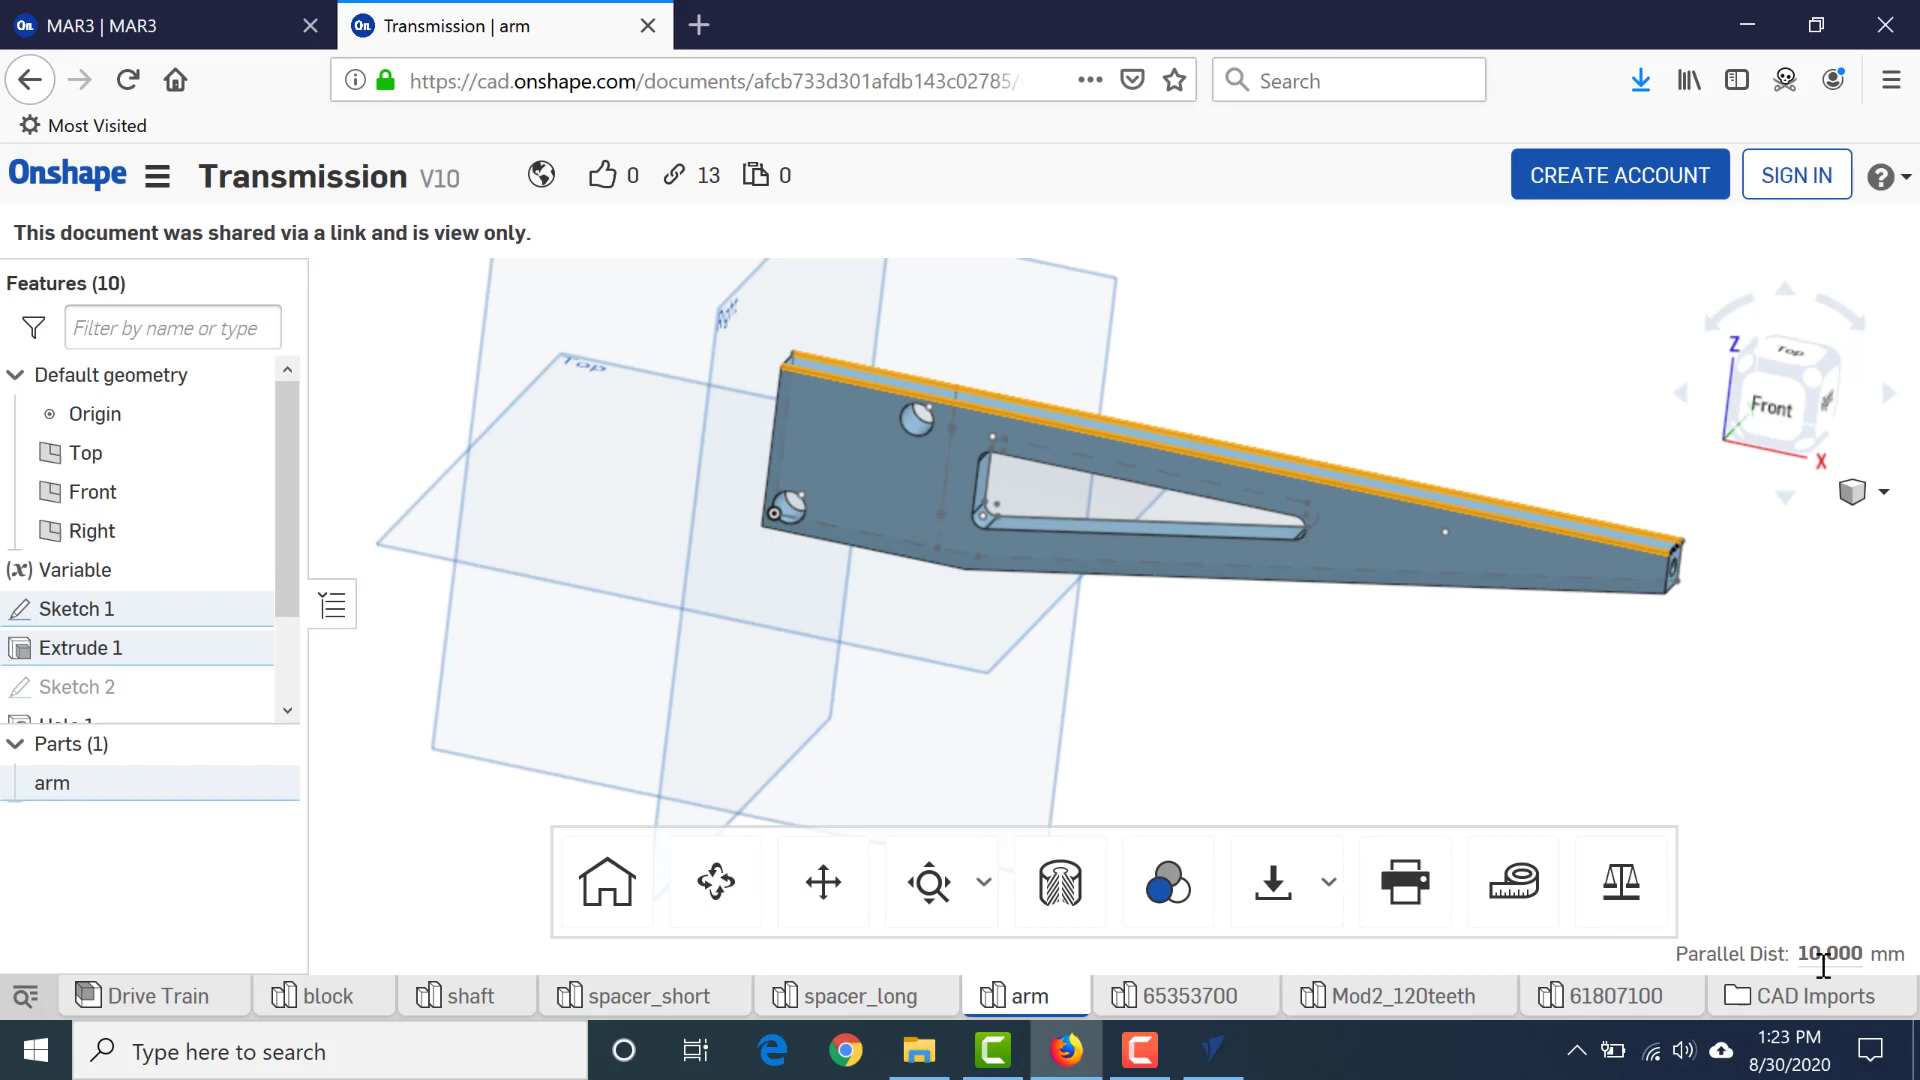 MAR3 | MAR3
Transmission | arm
https://cad.onshape.com/documents/afcb733d301afdb143c02785/
Search
Most Visited
Onshape
Transmission V10
0
13
0
CREATE ACCOUNT
SIGN IN
This document was shared via a link and is view only.
Features (10)
Filter by name or type
Default geometry
Origin
Top
Front
Right
(x) Variable
Sketch 1
Extrude 1
Sketch 2
Hole 1
Parts (1)
arm
Right
Top
Z
Top
Front
X
Parallel Dist: 10.000 mm
Drive Train
block
shaft
spacer_short
spacer_long
arm
65353700
Mod2_120teeth
61807100
CAD Imports
Type here to search
1:23 PM
8/30/2020